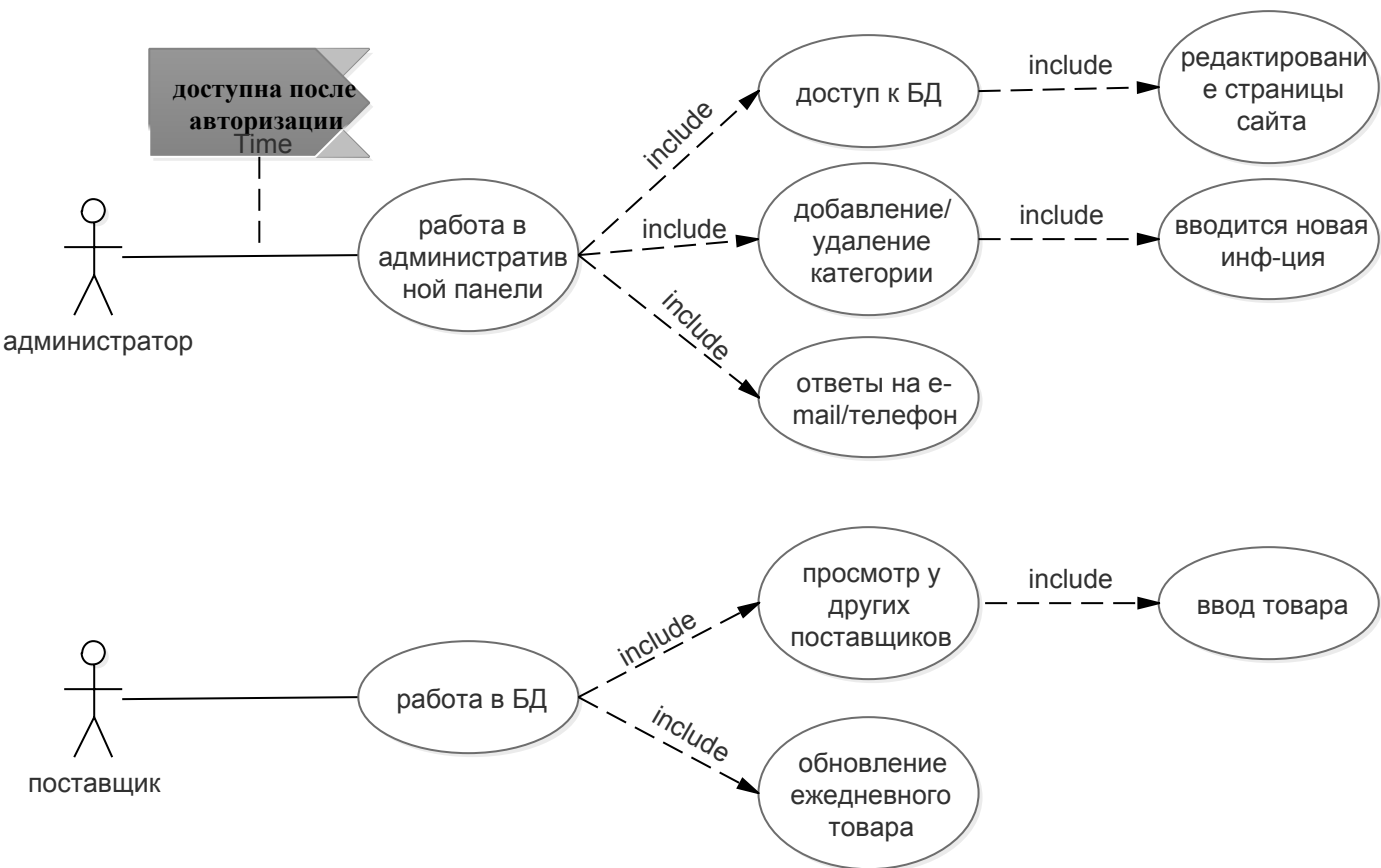 доступна после
авторизации
Time
администратор
работа в
административ
ной панели
include
include
include
доступ к БД
include
редактировани
е страницы
сайта
добавление/
удаление
категории
include
вводится новая
инф-ция
ответы на e-
mail/телефон
поставщик
работа в БД
include
include
просмотр у
других
поставщиков
include
ввод товара
обновление
ежедневного
товара